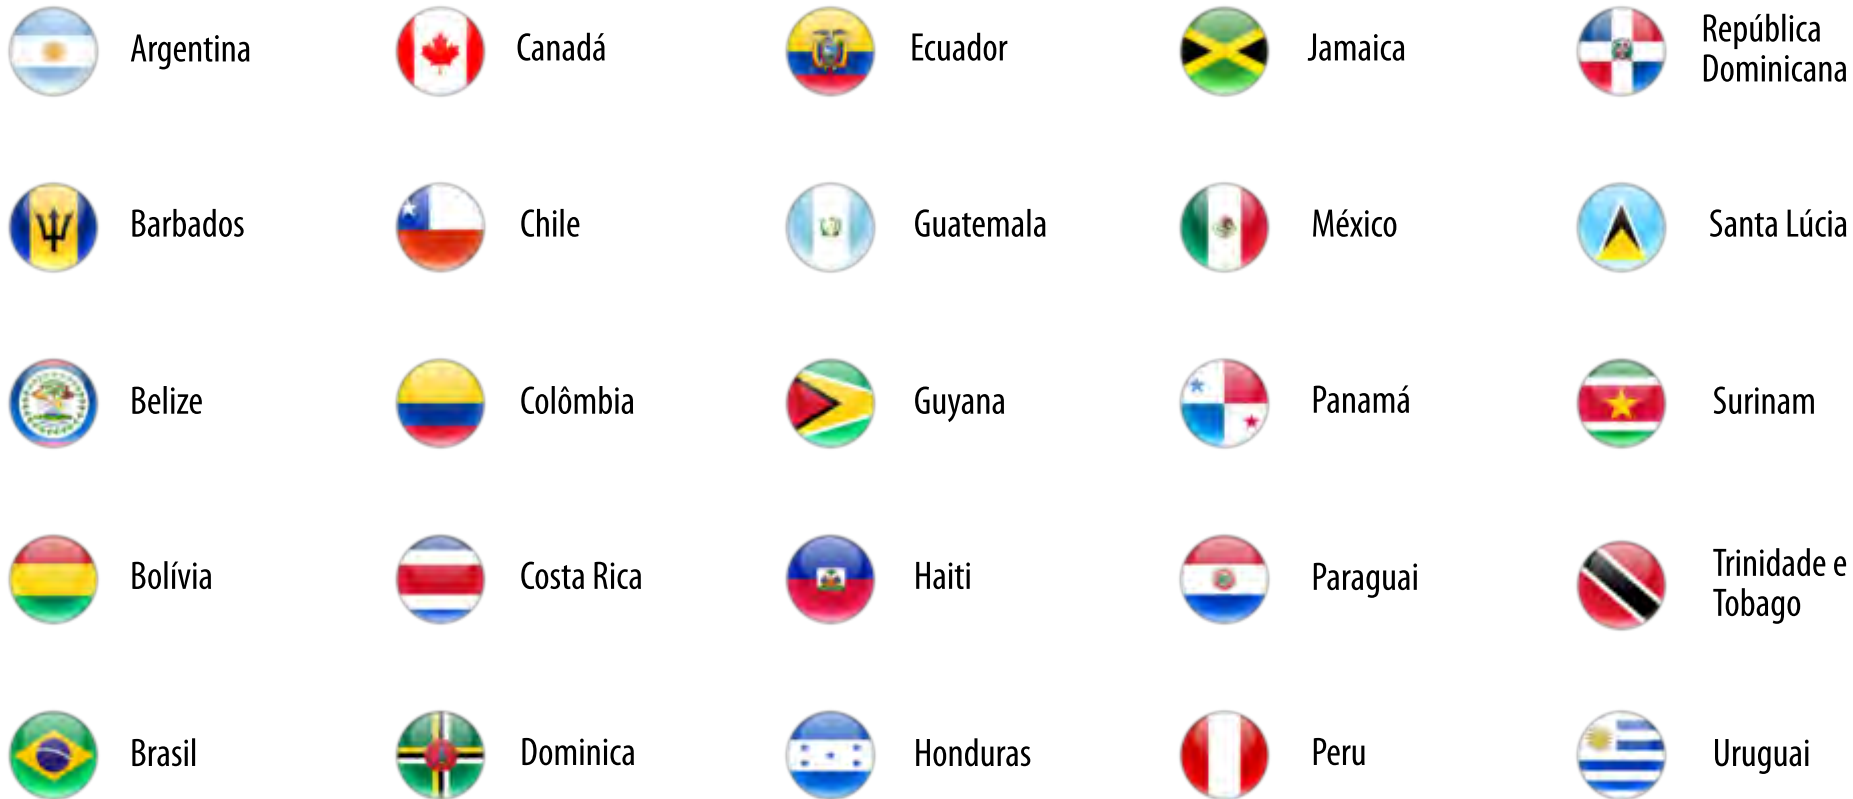 Argentina
Canadá
Ecuador
Jamaica
República
Dominicana
Barbados
Chile
Guatemala
México
Santa Lúcia
Belize
Colômbia
Guyana
Panamá
Surinam
Bolívia
Costa Rica
Haiti
Paraguai
Trinidade e
Tobago
Brasil
Dominica
Honduras
Peru
Uruguai